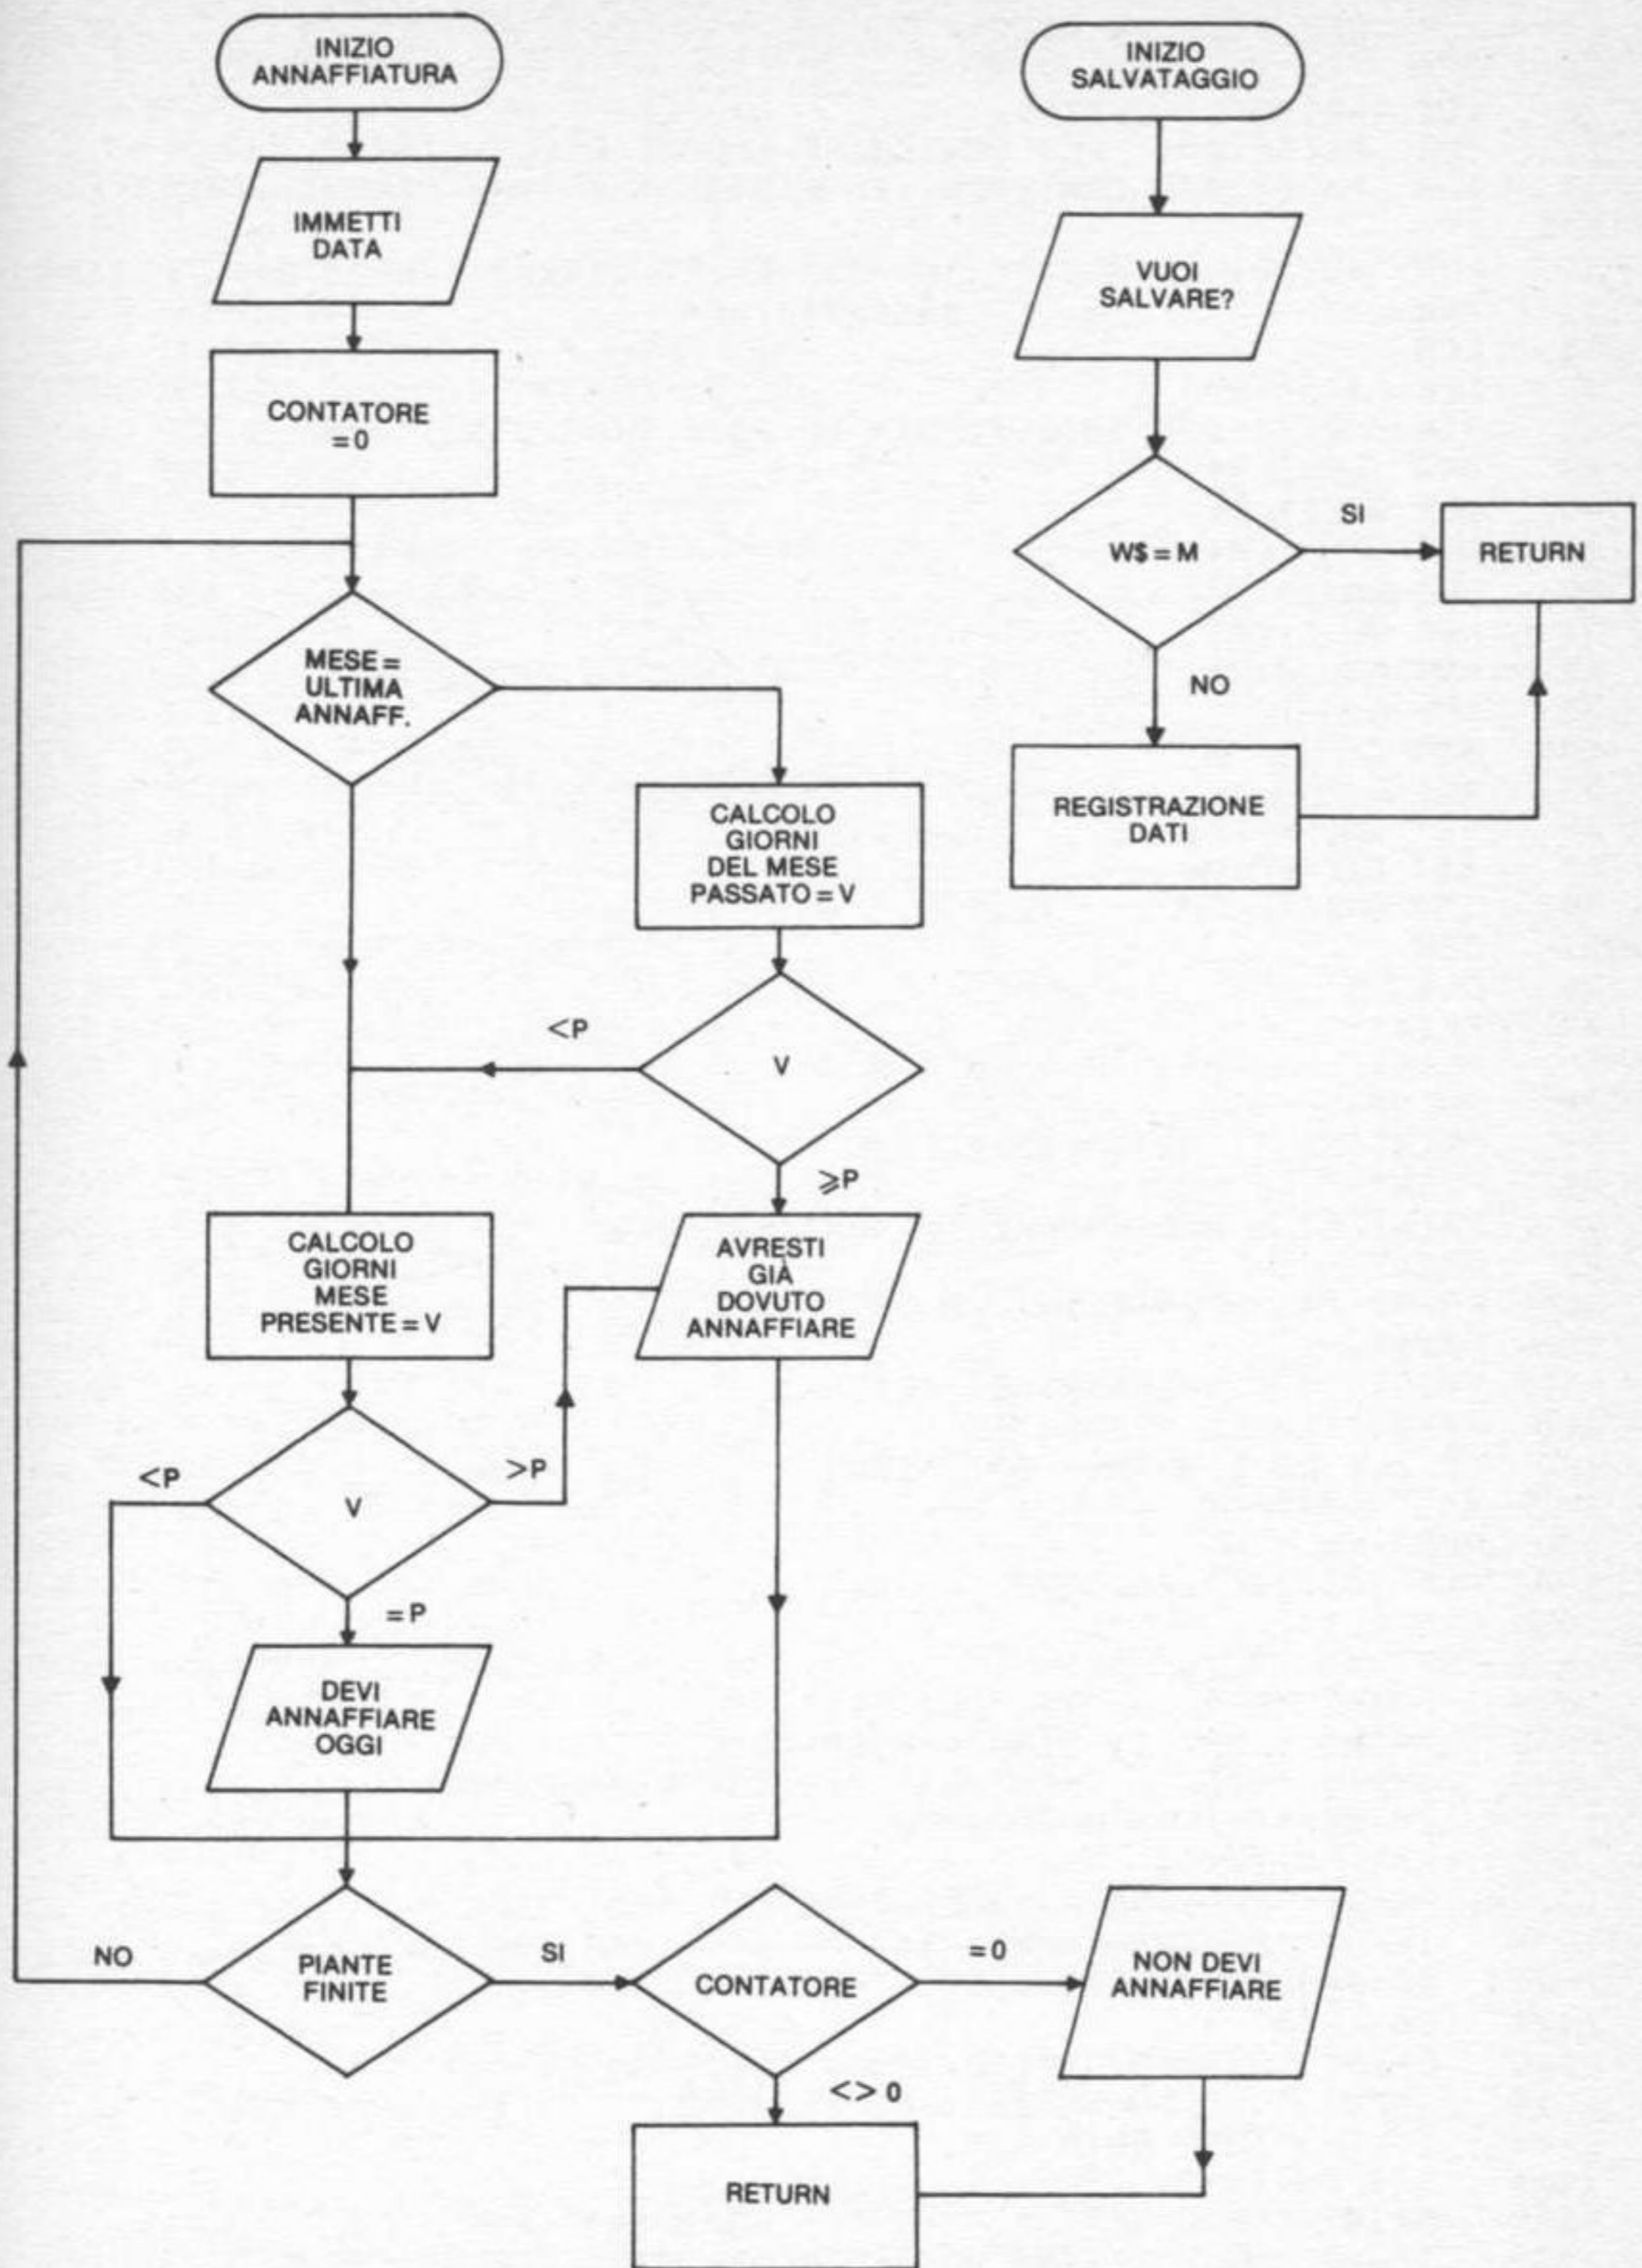 INIZIO
ANNAFFIATURA
IMMETTI
DATA
CONTATORE
= 0
MESE =
ULTIMA
ANNAFF.
CALCOLO
GIORNI
DEL MESE
PASSATO = V
<P
V
≥P
CALCOLO
GIORNI
MESE
PRESENTE = V
AVRESTI
GIÀ
DOVUTO
ANNAFFIARE
<P
V
>P
= P
DEVI
ANNAFFIARE
OGGI
NO
PIANTE
FINITE
SI
CONTATORE
= 0
NON DEVI
ANNAFFIARE
<> 0
RETURN
INIZIO
SALVATAGGIO
VUOI
SALVARE?
W$ = M
SI
RETURN
NO
REGISTRAZIONE
DATI